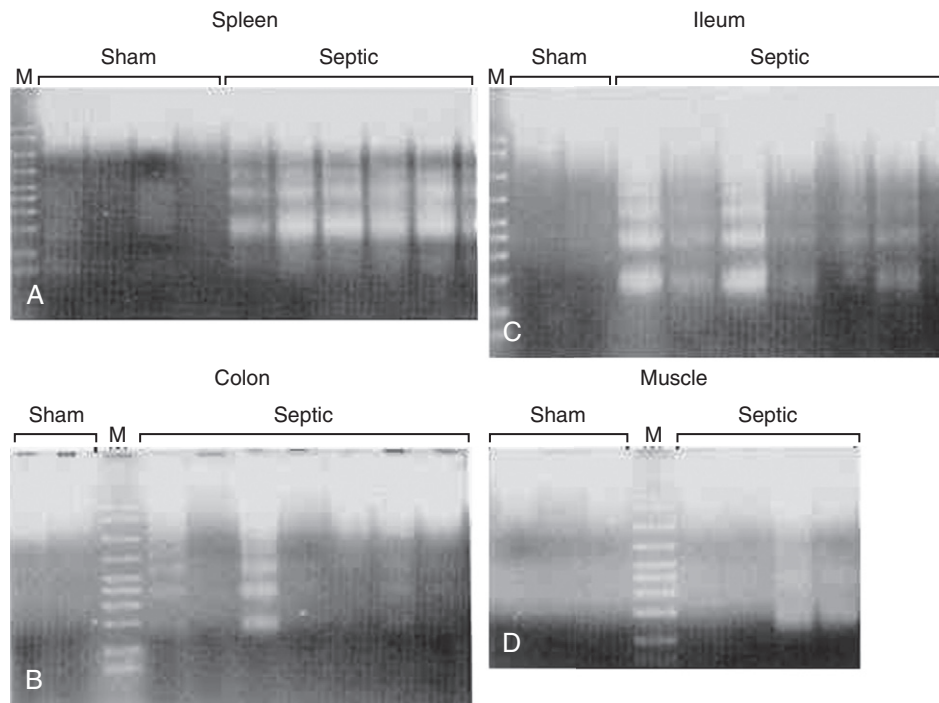 Spleen
Sham
Septic
M
A
Ileum
Sham
Septic
M
C
Colon
Sham
M
Septic
B
Muscle
Sham
M
Septic
D